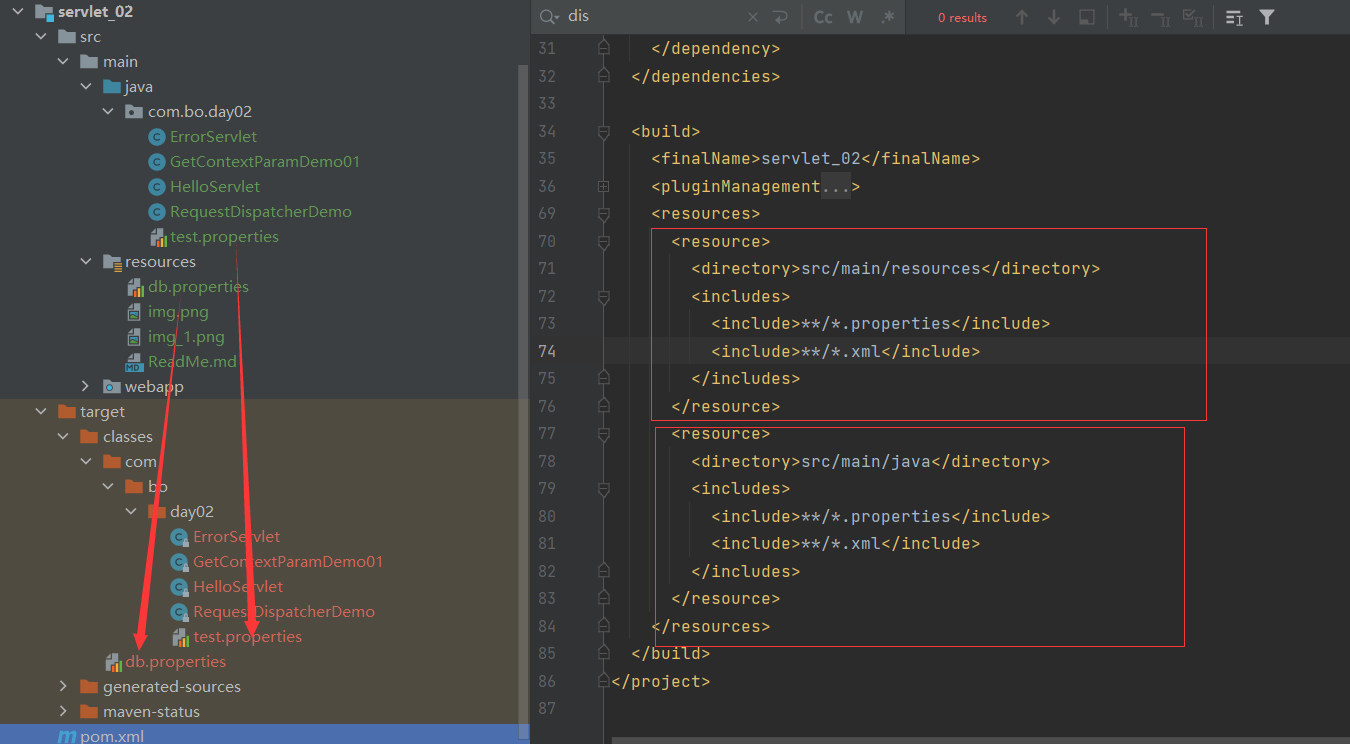 servlet_02
src
main
java
com.bo.day02
ErrorServlet
GetContextParamDemo01
HelloServlet
RequestDispatcherDemo
test.properties
resources
db.properties
img.png
img_1.png
ReadMe.md
webapp
target
classes
com
bo
day02
ErrorServlet
GetContextParamDemo01
HelloServlet
RequestDispatcherDemo
test.properties
db.properties
generated-sources
maven-status
pom.xml
dis
Cc W .* 0 results
31 </dependency>
32 </dependencies>
33
34 <build>
35 <finalName>servlet_02</finalName>
36 <pluginManagement...>
69 <resources>
70 <resource>
71 <directory>src/main/resources</directory>
72 <includes>
73 <include>**/*.properties</include>
74 <include>**/*.xml</include>
75 </includes>
76 </resource>
77 <resource>
78 <directory>src/main/java</directory>
79 <includes>
80 <include>**/*.properties</include>
81 <include>**/*.xml</include>
82 </includes>
83 </resource>
84 </resources>
85 </build>
86 </project>
87